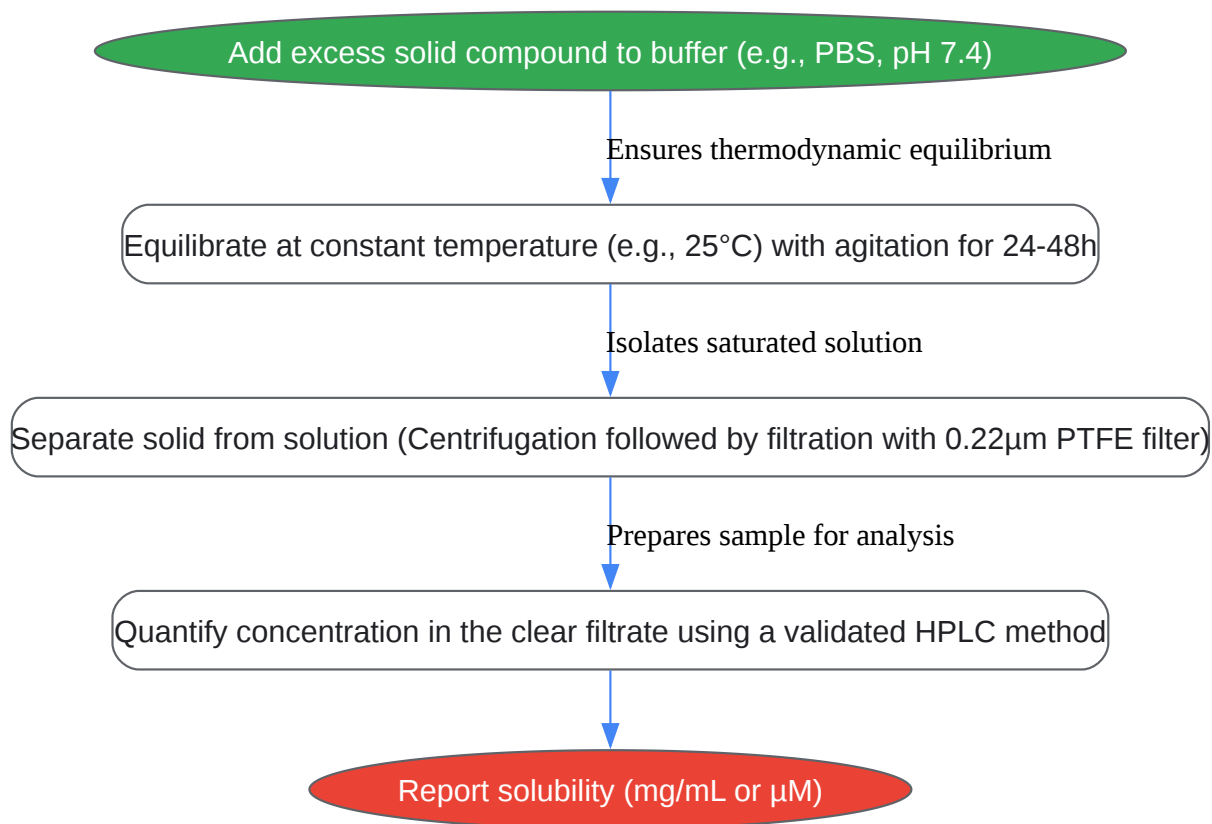 Add excess solid compound to buffer (e.g., PBS, pH 7.4)
Ensures thermodynamic equilibrium
Equilibrate at constant temperature (e.g., 25°C) with agitation for 24-48h
Isolates saturated solution
Separate solid from solution (Centrifugation followed by filtration with 0.22µm PTFE filter)
Prepares sample for analysis
Quantify concentration in the clear filtrate using a validated HPLC method
Report solubility (mg/mL or µM)